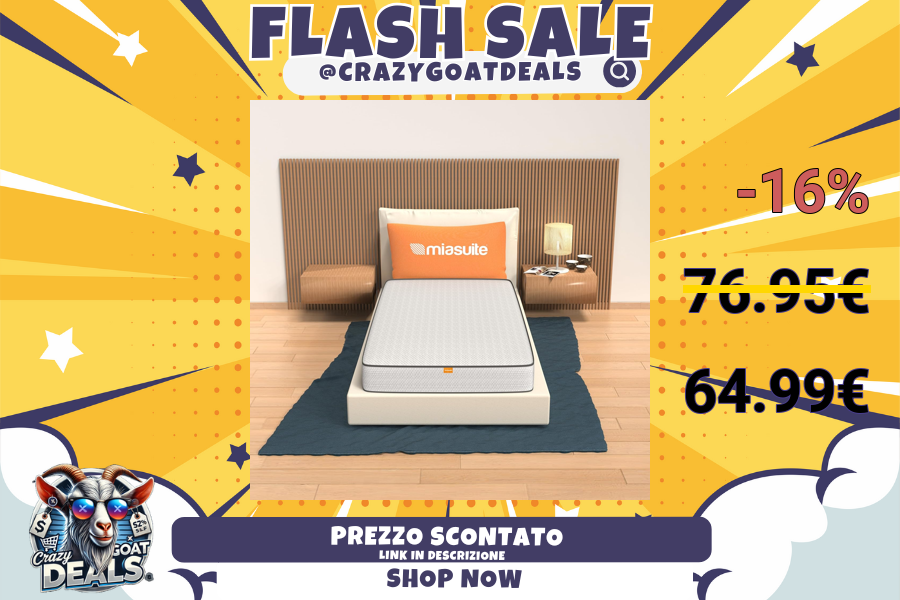 FLASH SALE
@CRAZYGOATDEALS
miasuite
-16%
76.95€
64.99€
PREZZO SCONTATO
LINK IN DESCRIZIONE
SHOP NOW
$
52%
Crazy
GOAT
DEALS